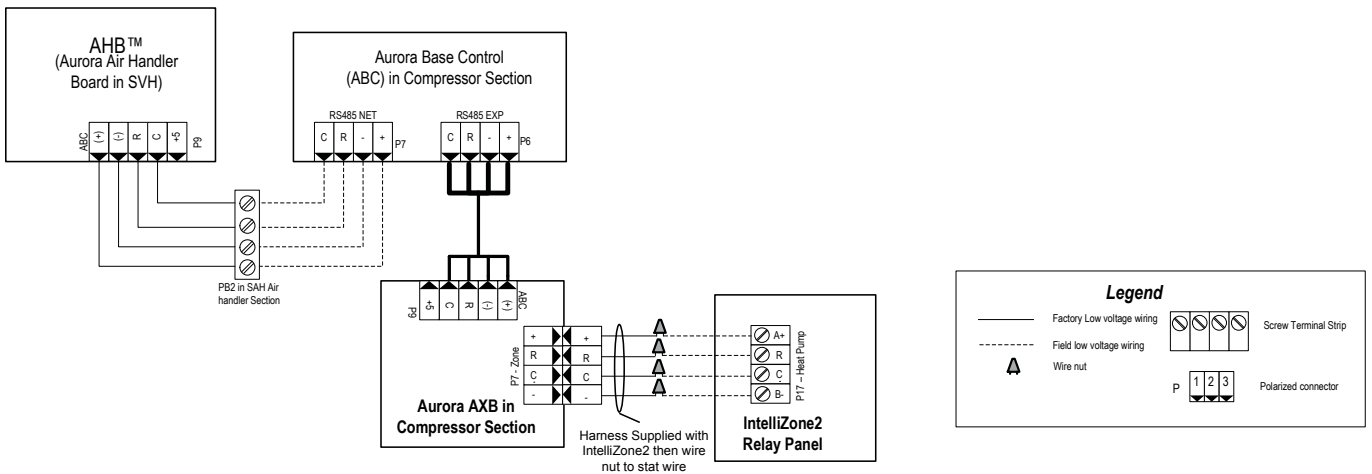 AHB™
(Aurora Air Handler
Board in SVH)
ABC
(+)
(-)
R
C
+5
P9
Aurora Base Control
(ABC) in Compressor Section
RS485 NET
C R - +
P7
RS485 EXP
C R - +
P6
PB2 in SAH Air
handler Section
P9
+5
C
R
(-)
(+)
ABC
P7 - Zone
+ +
R R
C C
- -
Aurora AXB in
Compressor Section
Harness Supplied with
IntelliZone2 then wire
nut to stat wire
A+
R
C
B-
P17 – Heat Pump
IntelliZone2
Relay Panel
Legend
Factory Low voltage wiring
Field low voltage wiring
Wire nut
Screw Terminal Strip
P 1 2 3
Polarized connector